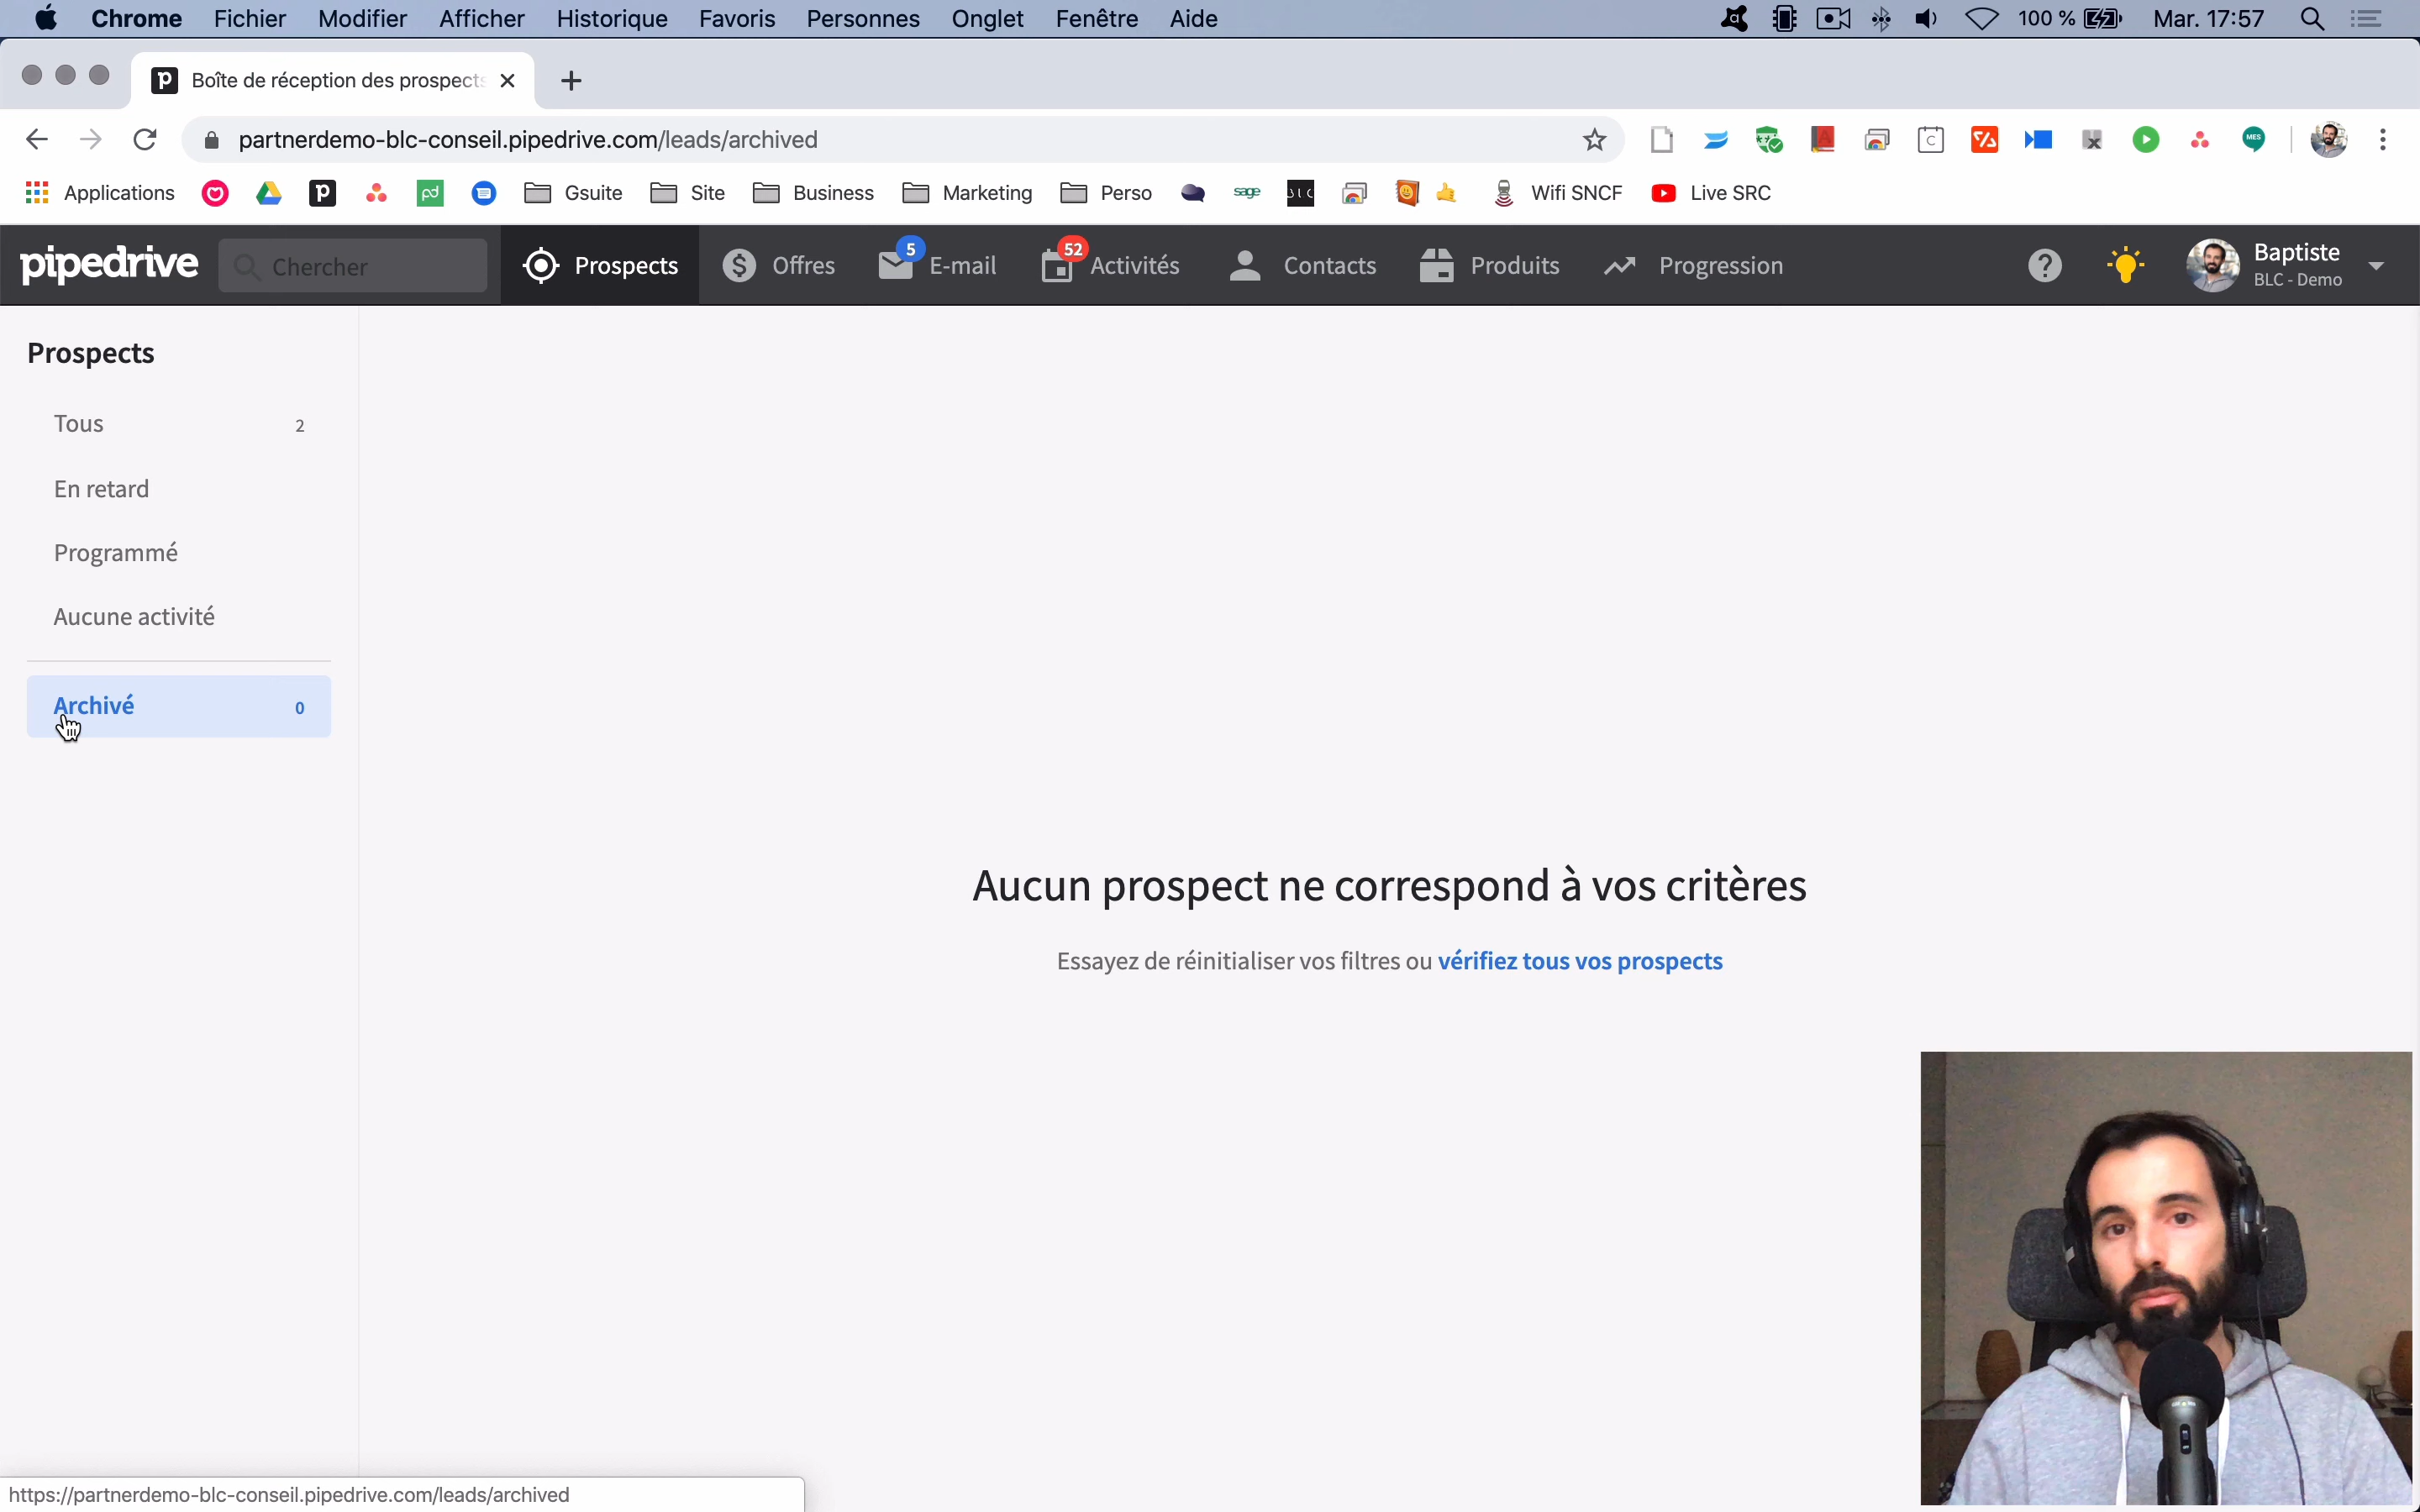 Chrome Fichier Modifier Afficher Historique Favoris Personnes Onglet Fenêtre Aide 100 % Mar. 17:57
Boîte de réception des prospects
partnerdemo-blc-conseil.pipedrive.com/leads/archived
Applications Gsuite Site Business Marketing Perso sage Wifi SNCF Live SRC
pipedrive Chercher Prospects Offres 5 E-mail 52 Activités Contacts Produits Progression Baptiste
BLC - Demo
Prospects
Tous 2
En retard
Programmé
Aucune activité
Archivé 0
Aucun prospect ne correspond à vos critères
Essayez de réinitialiser vos filtres ou vérifiez tous vos prospects
https://partnerdemo-blc-conseil.pipedrive.com/leads/archived